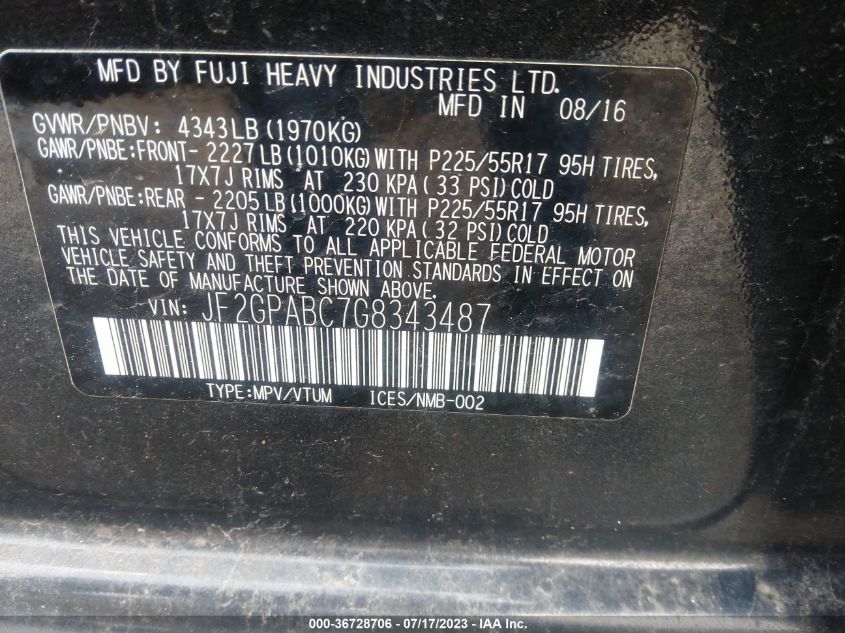 MFD BY FUJI HEAVY INDUSTRIES LTD.
MFD IN 08/16
GVWR/PNBV: 4343LB(1970KG)
GAWR/PNBE:FRONT- 2227LB(1010KG)WITH P225/55R17 95H TIRES,
17X7J RIMS AT 230 KPA(33 PSI)COLD
GAWR/PNBE:REAR - 2205LB(1000KG)WITH P225/55R17 95H TIRES,
17X7J RIMS AT 220 KPA(32 PSI)COLD
THIS VEHICLE CONFORMS TO ALL APPLICABLE FEDERAL MOTOR
VEHICLE SAFETY AND THEFT PREVENTION STANDARDS IN EFFECT ON
THE DATE OF MANUFACTURE SHOWN ABOVE.
VIN: JF2GPABC7G8343487
TYPE:MPV/VTUM ICES/NMB-002
000-36728706 - 07/17/2023 - IAAI.com